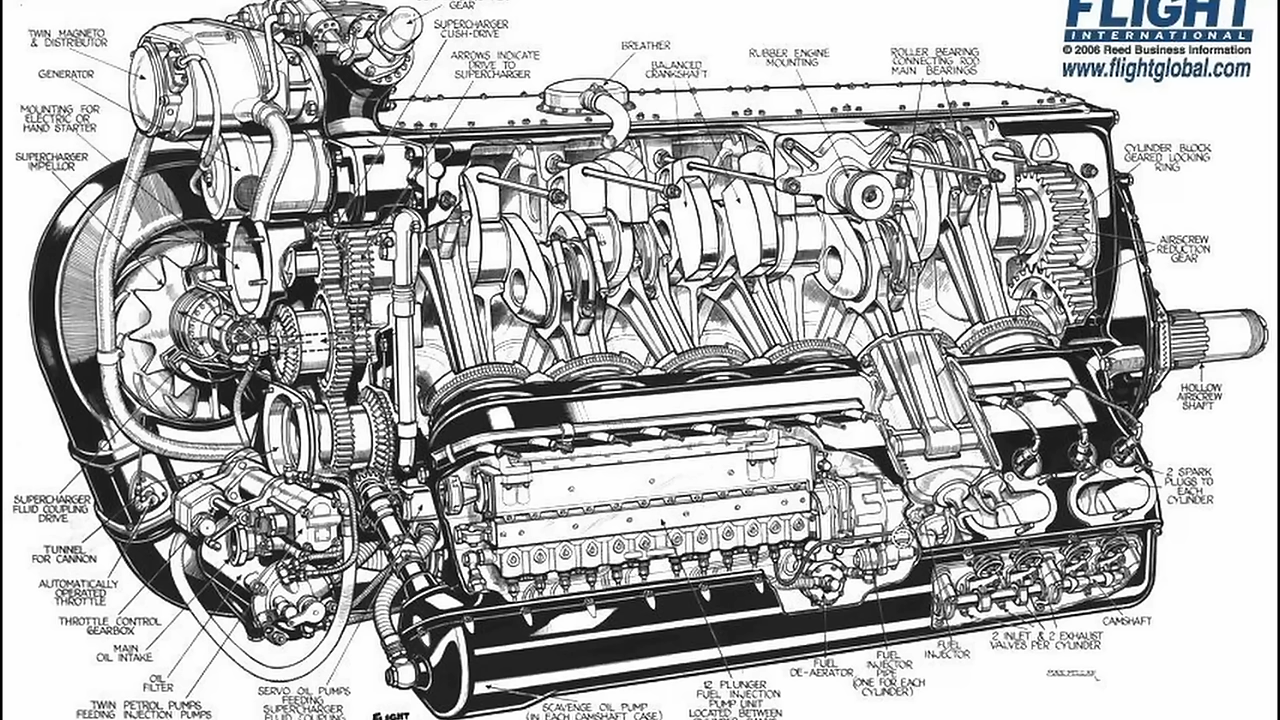 GEAR
SUPERCHARGER
CUSH-DRIVE
FLIGHT
INTERNATIONAL
© 2006 Reed Business Information
www.flightglobal.com
TWIN MAGNETO
& DISTRIBUTOR
GENERATOR
MOUNTING FOR
ELECTRIC OR
HAND STARTER
SUPERCHARGER
IMPELLOR
ARROWS INDICATE
DRIVE TO
SUPERCHARGER
BREATHER
BALANCED
CRANKSHAFT
RUBBER ENGINE
MOUNTING
ROLLER BEARING
CONNECTING ROD
MAIN BEARINGS
CYLINDER BLOCK
GEARED LOCKING
RING
AIRSCREW
REDUCTION
GEAR
HOLLOW
AIRSCREW
SHAFT
2 SPARK
PLUGS TO
EACH
CYLINDER
SUPERCHARGER
FLUID COUPLING
DRIVE
TUNNEL
FOR CANNON
AUTOMATICALLY
OPERATED
THROTTLE
THROTTLE CONTROL
GEARBOX
MAIN
OIL INTAKE
OIL
FILTER
TWIN PETROL PUMPS
FEEDING INJECTION PUMPS
SERVO OIL PUMPS
FEEDING
SUPERCHARGER
FLUID COUPLING
FLIGHT
SCAVENGE OIL PUMP
(IN EACH CAMSHAFT CASE)
12 PLUNGER
FUEL INJECTION
PUMP UNIT
LOCATED BETWEEN
FUEL
DE-AERATOR
FUEL
INJECTOR
PIPE
(ONE FOR EACH
CYLINDER)
FUEL
INJECTOR
2 INLET & 2 EXHAUST
VALVES PER CYLINDER
CAMSHAFT